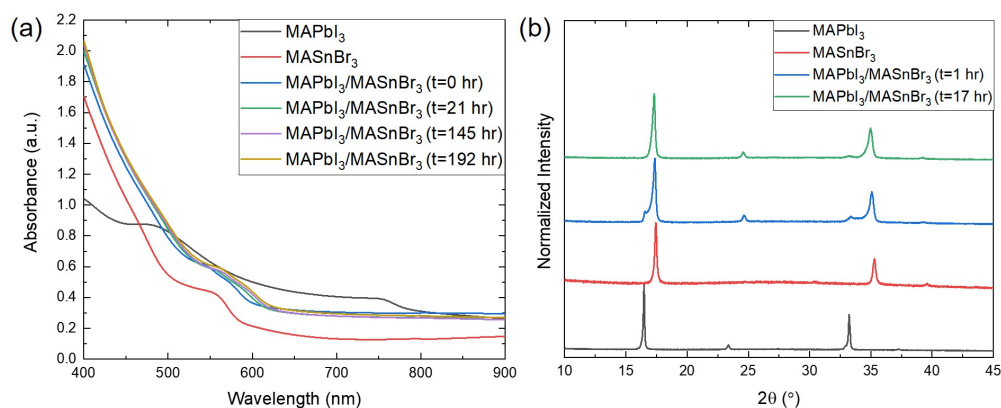 (a)
MAPbI₃
MASnBr₃
MAPbI₃/MASnBr₃ (t=0 hr)
MAPbI₃/MASnBr₃ (t=21 hr)
MAPbI₃/MASnBr₃ (t=145 hr)
MAPbI₃/MASnBr₃ (t=192 hr)
Absorbance (a.u.)
2.2
2.0
1.8
1.6
1.4
1.2
1.0
0.8
0.6
0.4
0.2
0.0
400 500 600 700 800 900
Wavelength (nm)
(b)
MAPbI₃
MASnBr₃
MAPbI₃/MASnBr₃ (t=1 hr)
MAPbI₃/MASnBr₃ (t=17 hr)
Normalized Intensity
10 15 20 25 30 35 40 45
2θ (°)